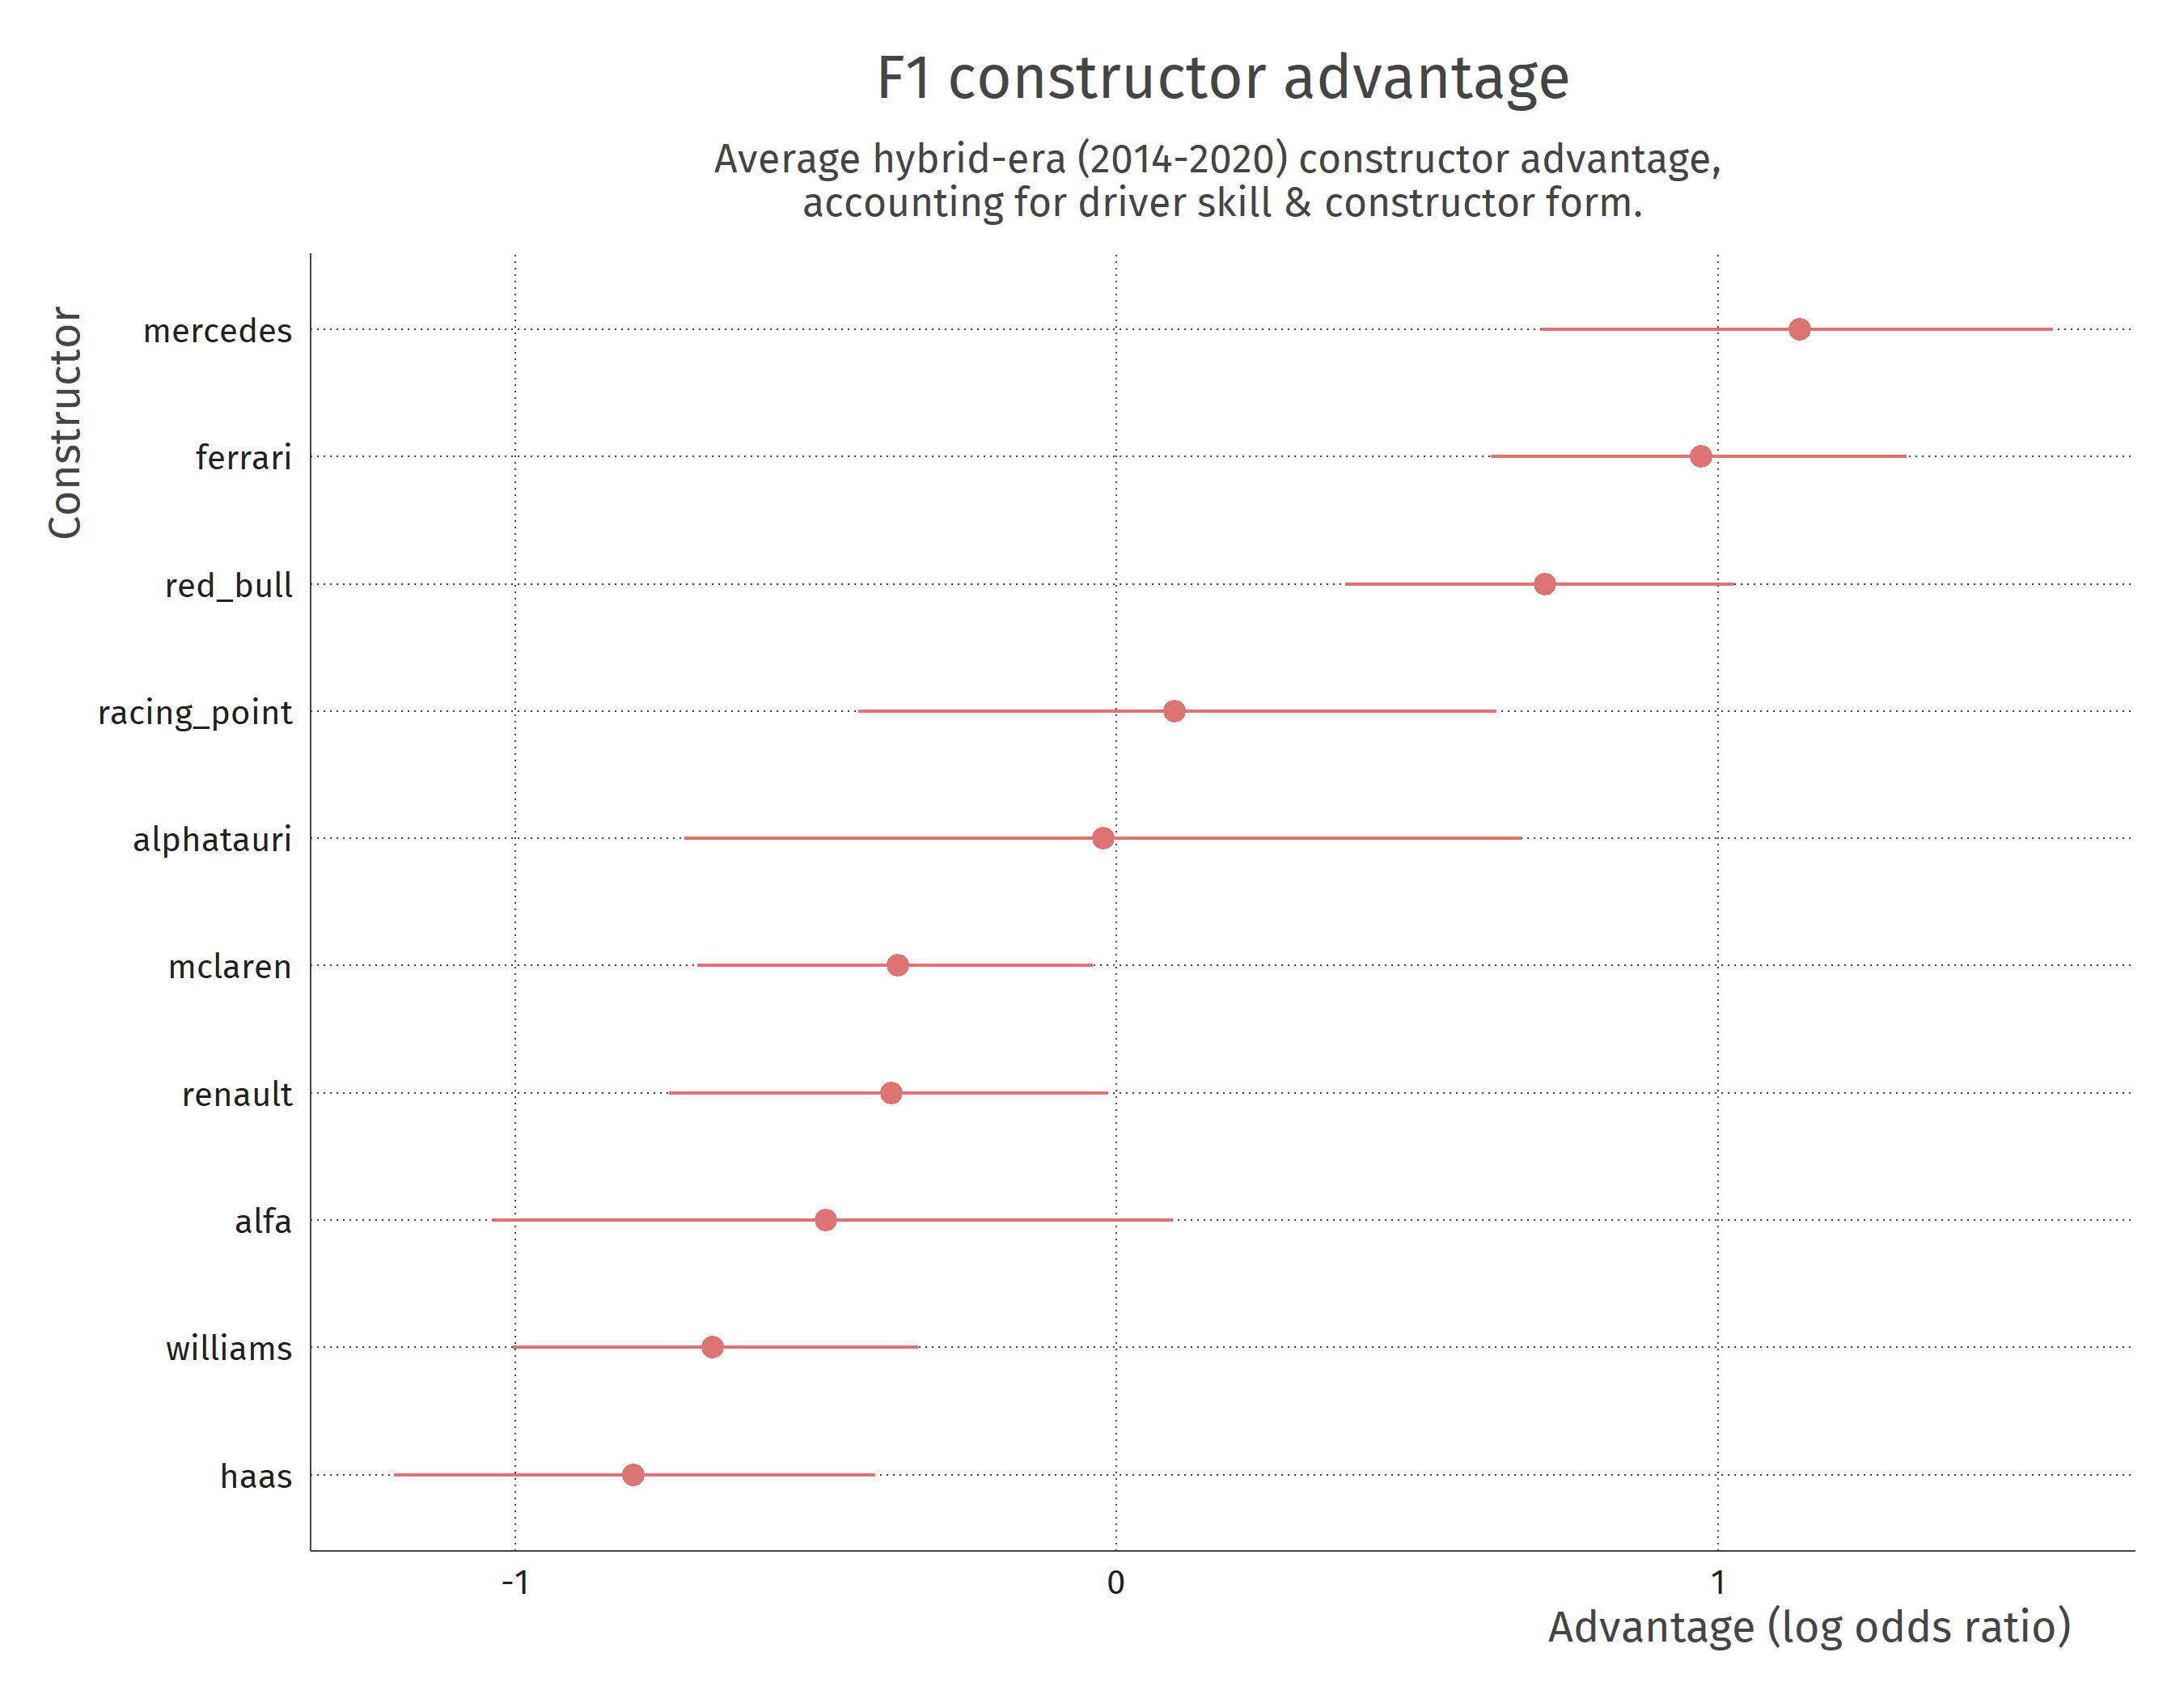 F1 constructor advantage
Average hybrid-era (2014-2020) constructor advantage,
accounting for driver skill & constructor form.
Constructor
mercedes
ferrari
red_bull
racing_point
alphatauri
mclaren
renault
alfa
williams
haas
-1 0 1
Advantage (log odds ratio)